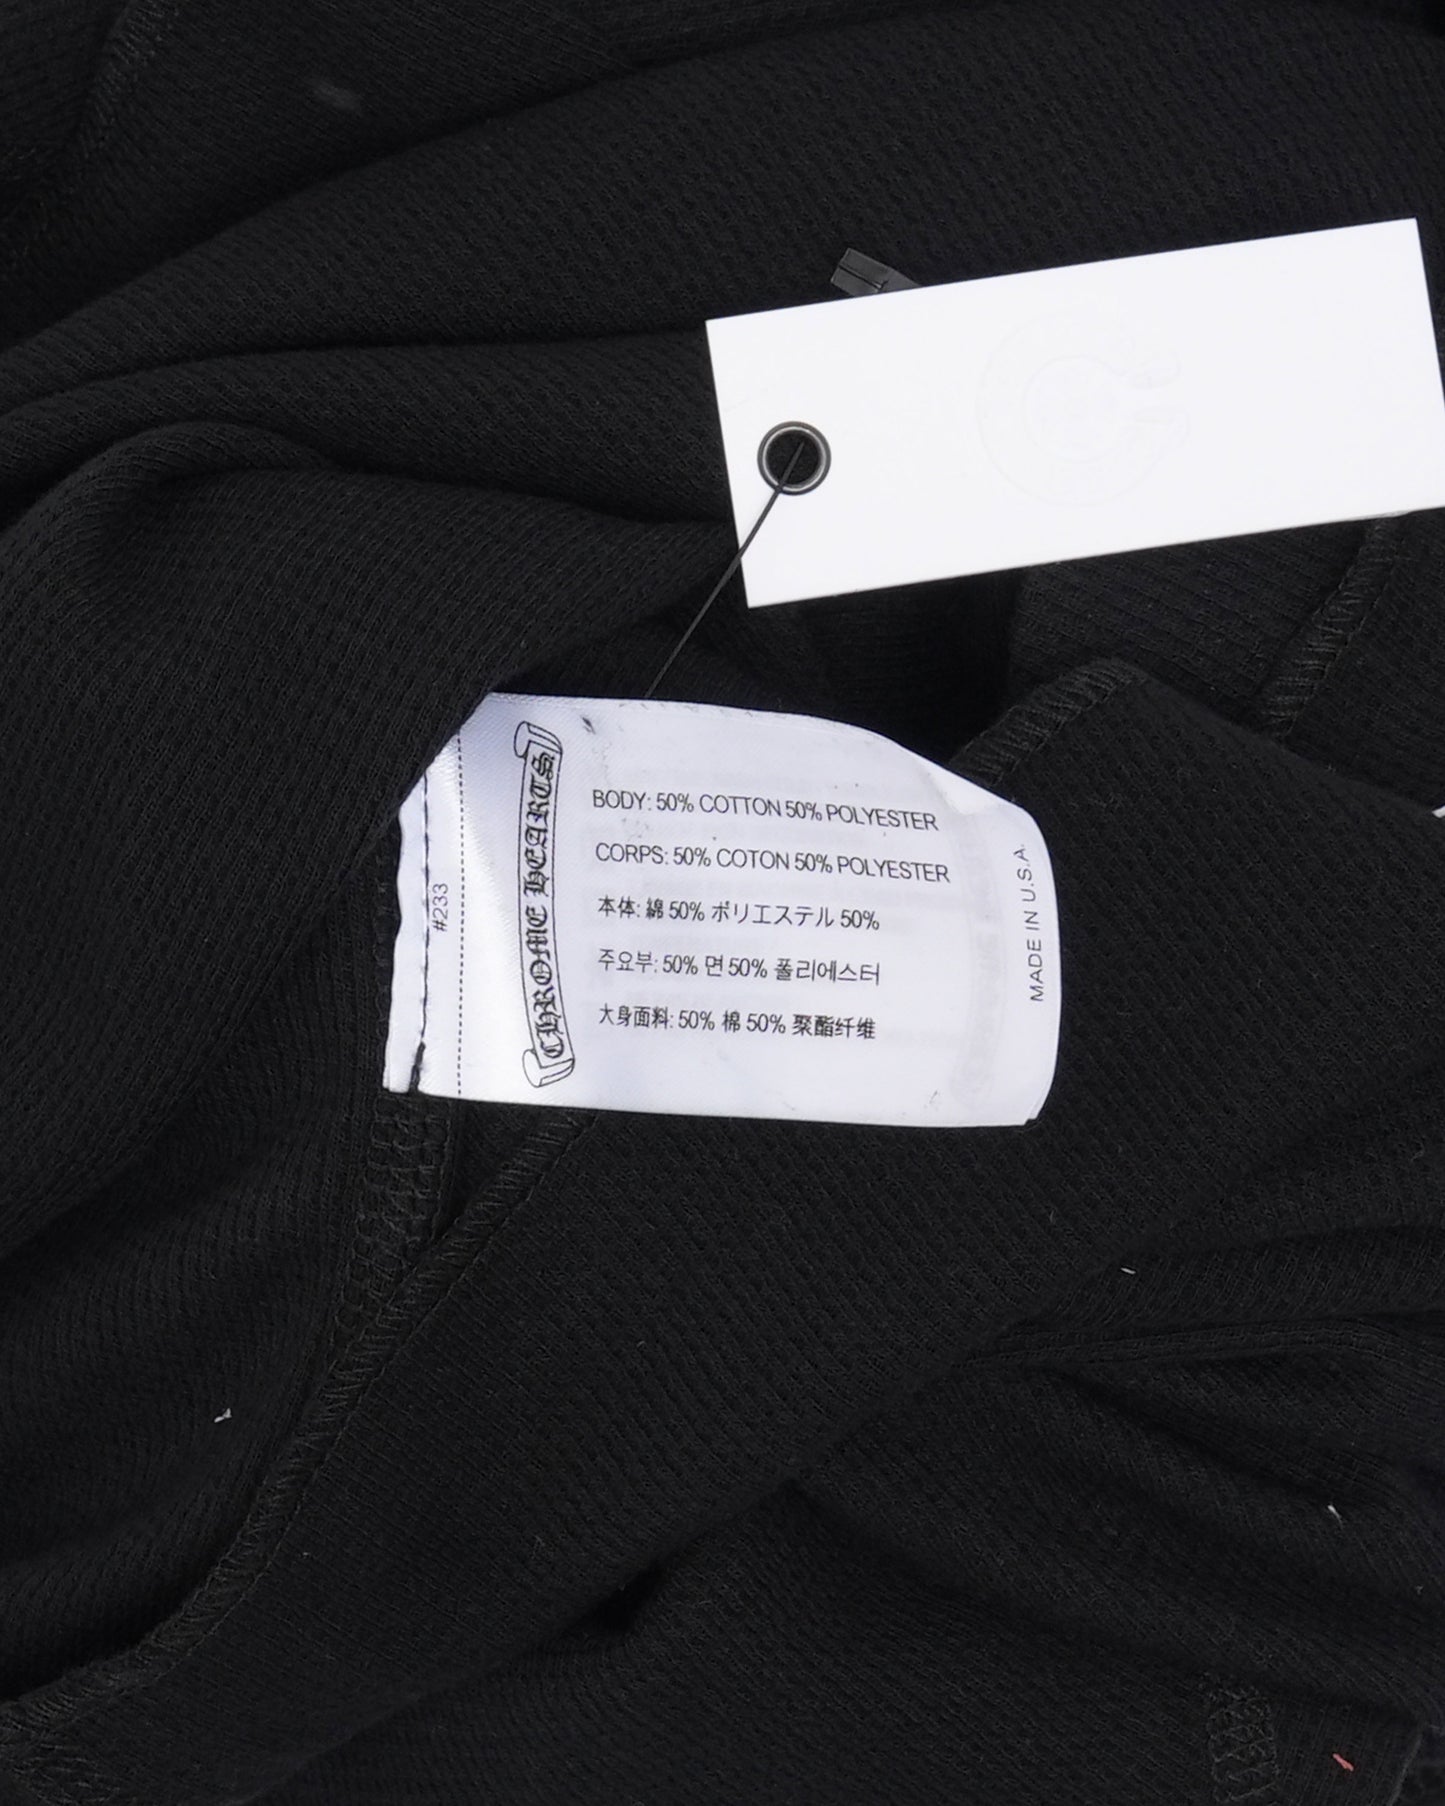 #233
CHROME HEARTS
BODY: 50% COTTON 50% POLYESTER
CORPS: 50% COTON 50% POLYESTER
本体: 綿 50% ポリエステル 50%
주요부: 50% 면 50% 폴리에스터
大身面料: 50% 棉 50% 聚酯纤维
MADE IN U.S.A.